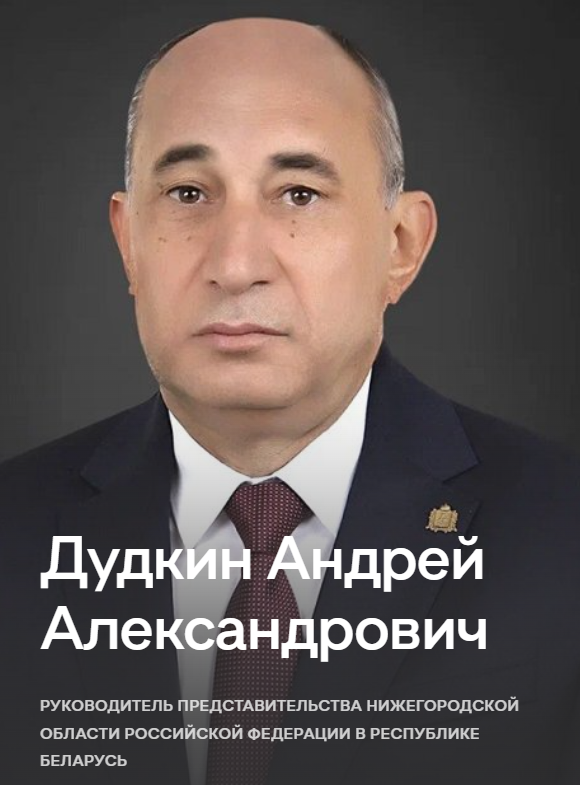 Дудкин Андрей
Александрович
РУКОВОДИТЕЛЬ ПРЕДСТАВИТЕЛЬСТВА НИЖЕГОРОДСКОЙ
ОБЛАСТИ РОССИЙСКОЙ ФЕДЕРАЦИИ В РЕСПУБЛИКЕ
БЕЛАРУСЬ